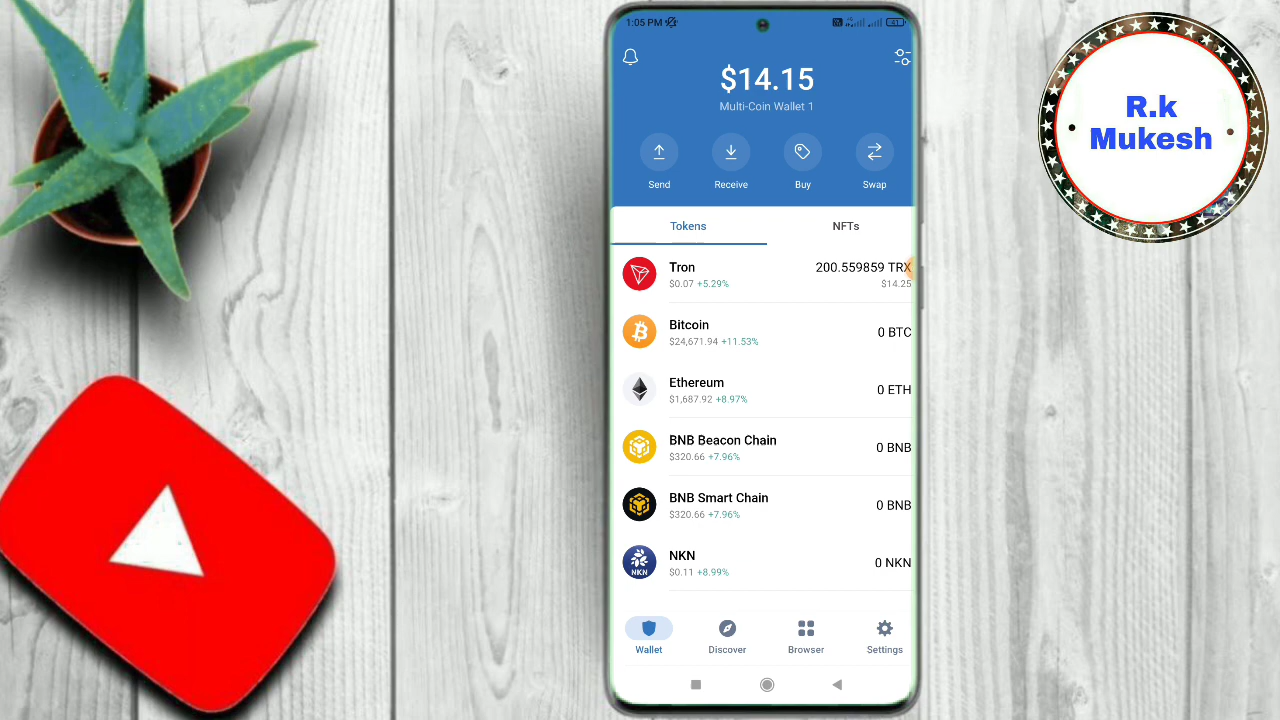 1:05 PM
$14.15
Multi-Coin Wallet 1
Send
Receive
Buy
Swap
Tokens
NFTs
Tron
200.559859 TRX
$0.07 +5.29%
$14.25
Bitcoin
$24,671.94 +11.53%
0 BTC
Ethereum
$1,687.92 +8.97%
0 ETH
BNB Beacon Chain
$320.66 +7.96%
0 BNB
BNB Smart Chain
$320.66 +7.96%
0 BNB
NKN
NKN
$0.11 +8.99%
0 NKN
Wallet
Discover
Browser
Settings
R.k
Mukesh